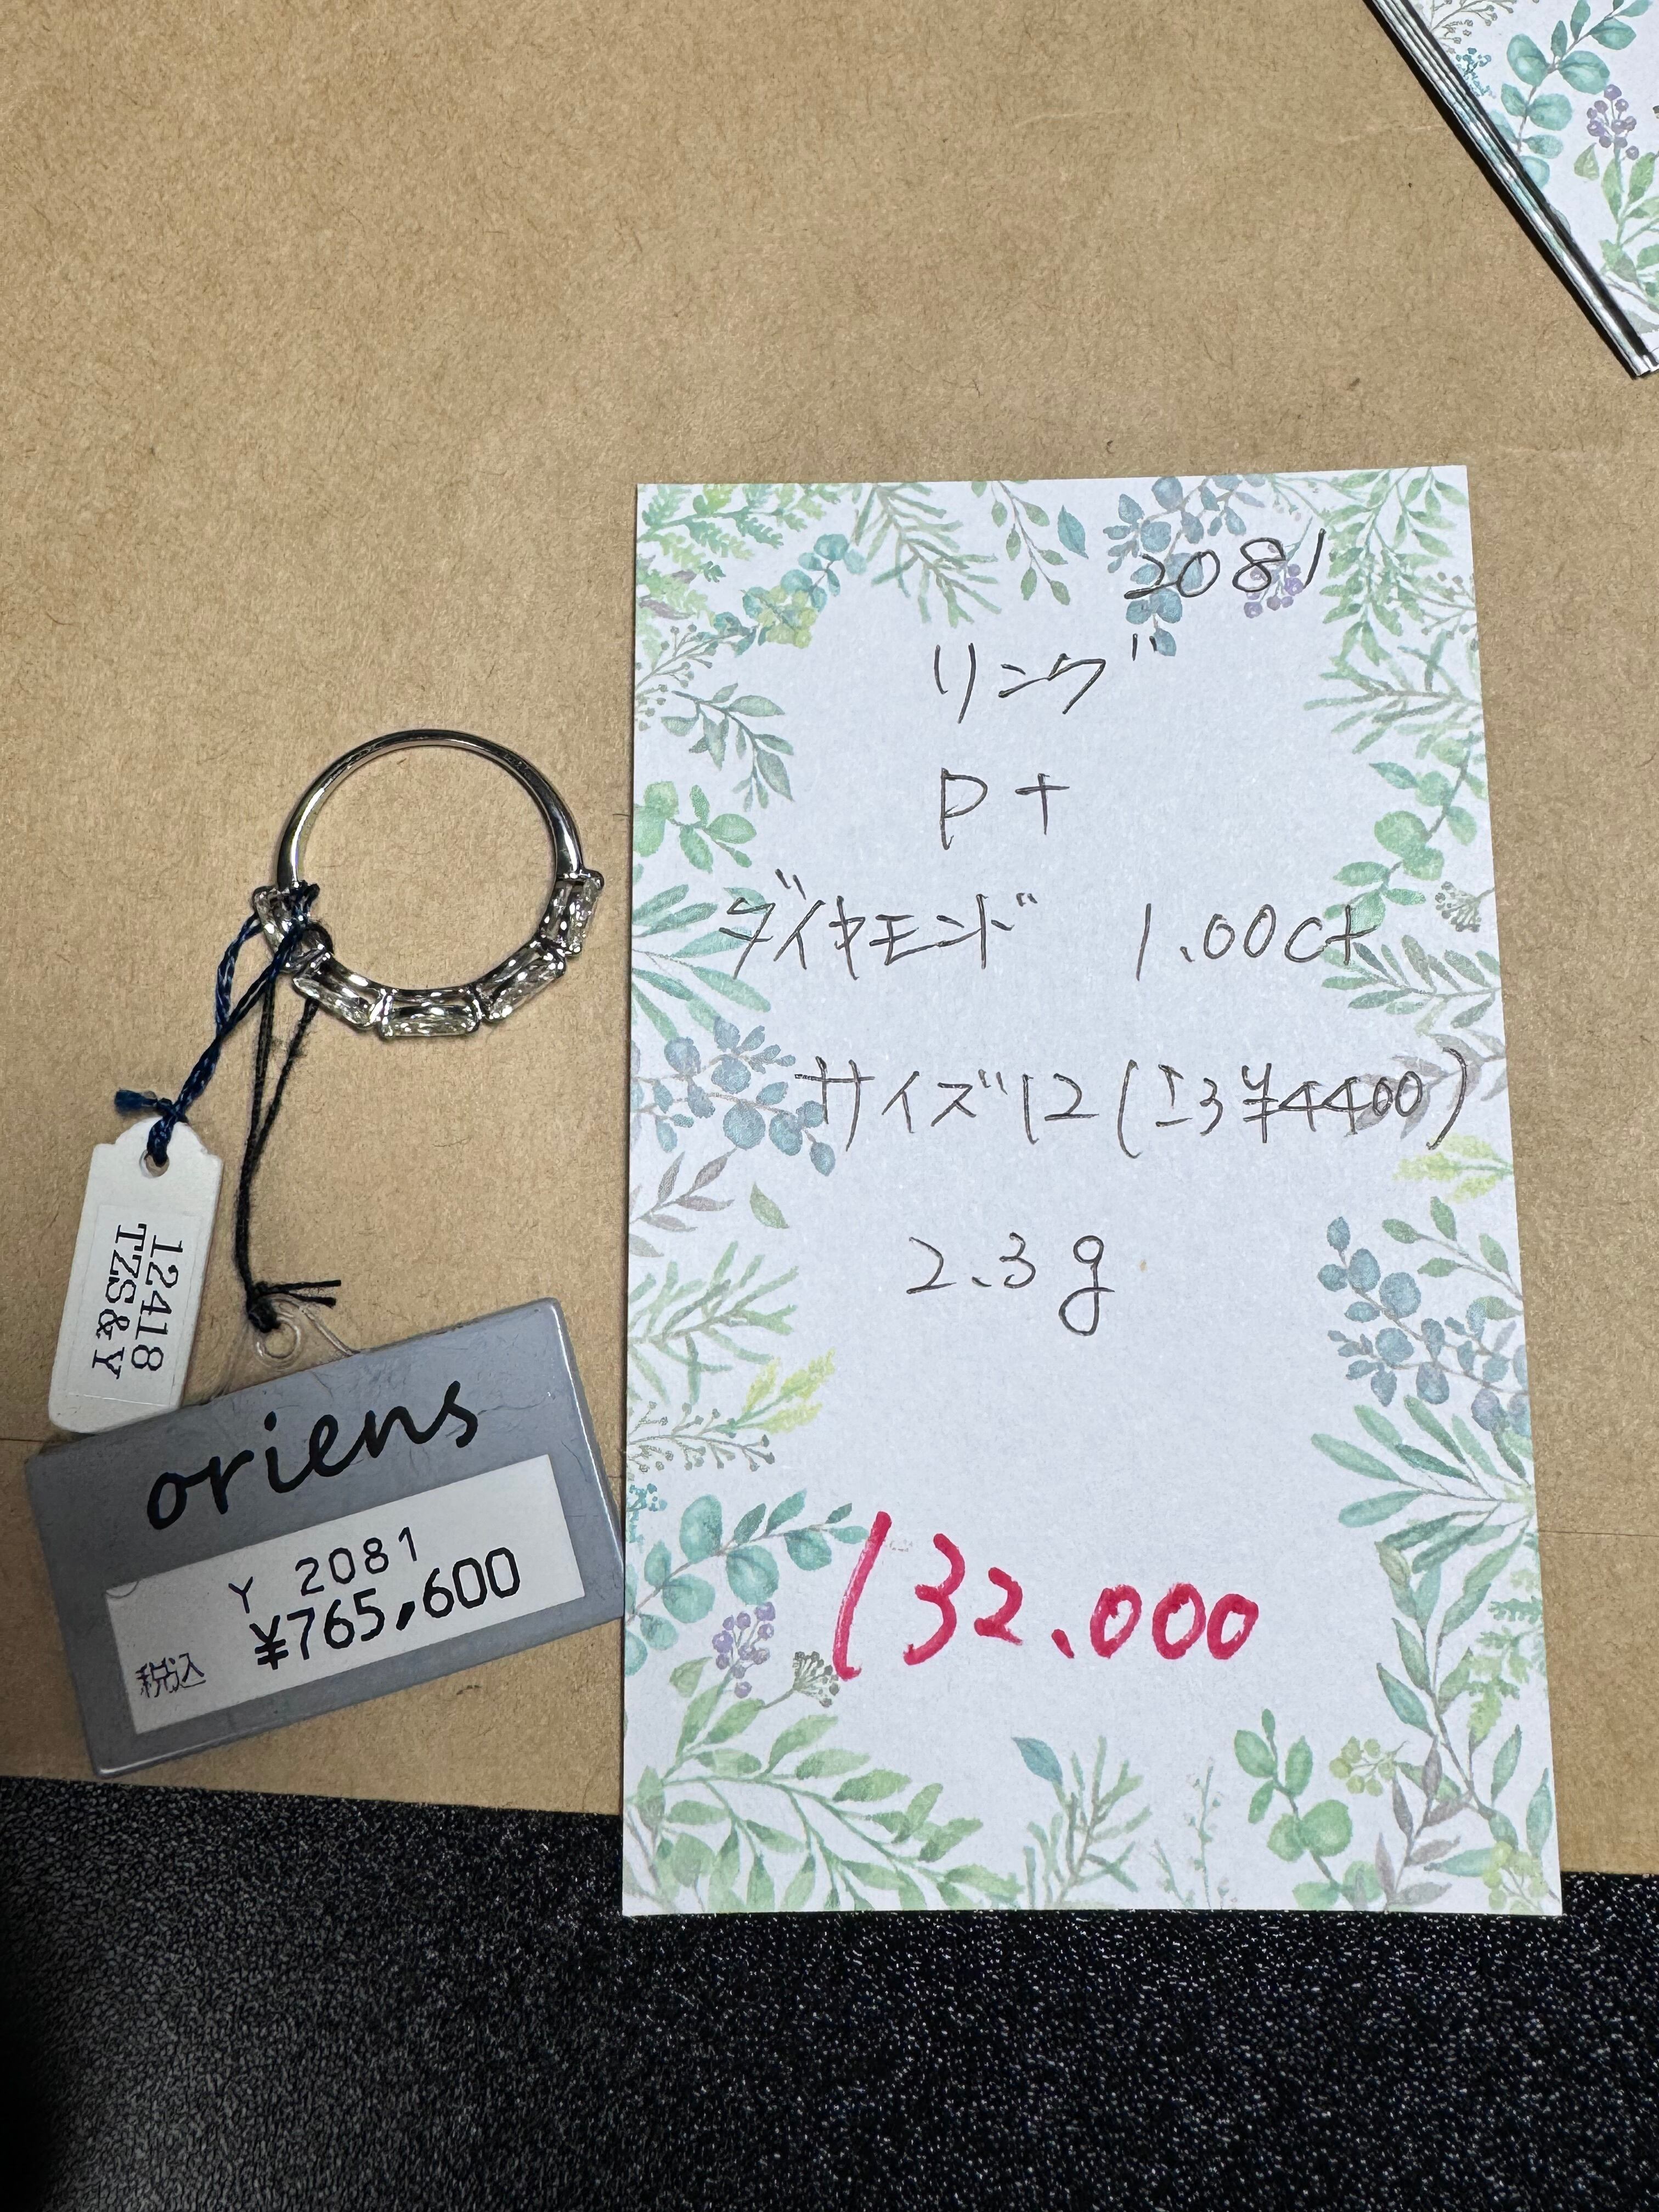 2081
リング
Pt
ダイヤモンド 1.00ct
サイズ12(±3¥4400)
2.3g
132.000
12418
TZS&Y
oriens
Y 2081
¥765,600
税込